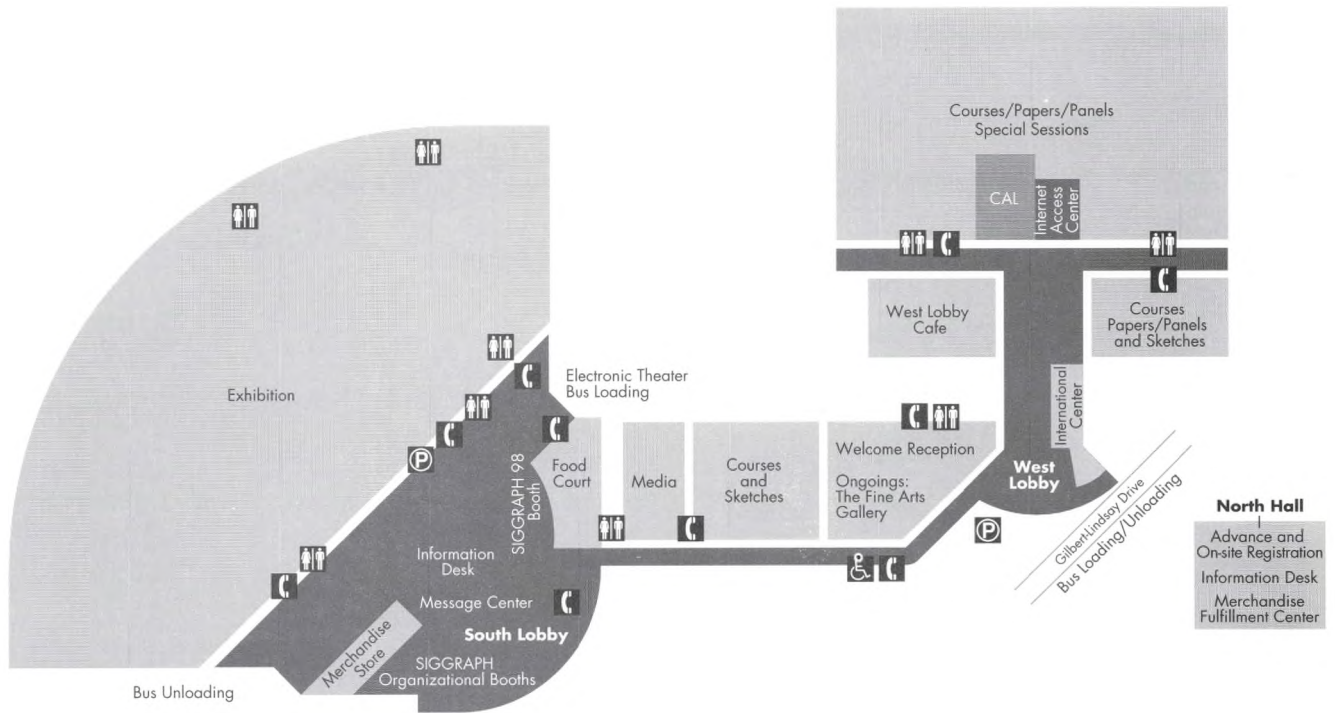 Courses/Papers/Panels
Special Sessions
CAL
Internet
Access
Center
West Lobby
Cafe
Courses
Papers/Panels
and Sketches
Exhibition
Electronic Theater
Bus Loading
International
Center
SIGGRAPH 98
Booth
Food
Court
Media
Courses
and
Sketches
Welcome Reception
Ongoings:
The Fine Arts
Gallery
West
Lobby
Gilbert-Lindsay Drive
Bus Loading/Unloading
P
P
North Hall
Advance and
On-site Registration
Information Desk
Merchandise
Fulfillment Center
Information
Desk
Message Center
South Lobby
Merchandise
Store
SIGGRAPH
Organizational Booths
Bus Unloading